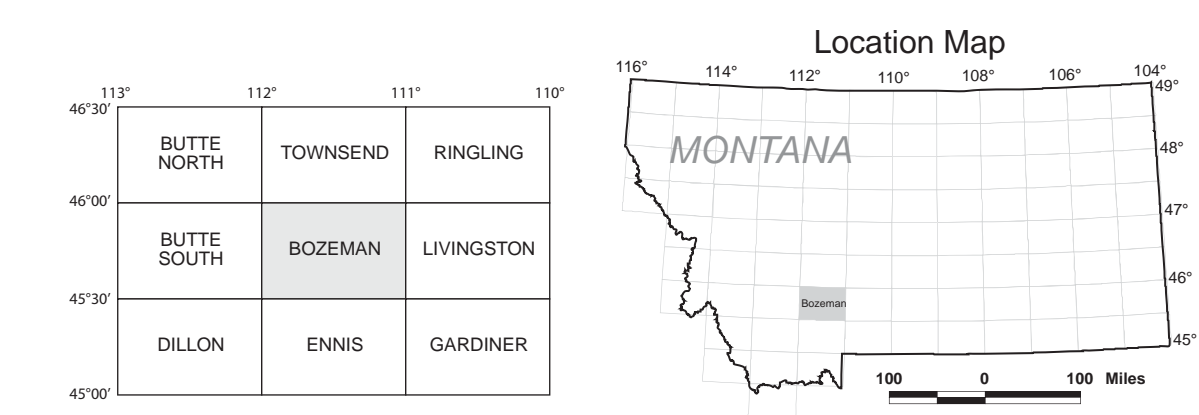 Location Map
113° 112° 111° 110°
46°30′
BUTTE
NORTH
TOWNSEND
RINGLING
46°00′
BUTTE
SOUTH
BOZEMAN
LIVINGSTON
45°30′
DILLON
ENNIS
GARDINER
45°00′
116° 114° 112° 110° 108° 106° 104°
49°
MONTANA
48°
47°
46°
Bozeman
45°
100 0 100 Miles